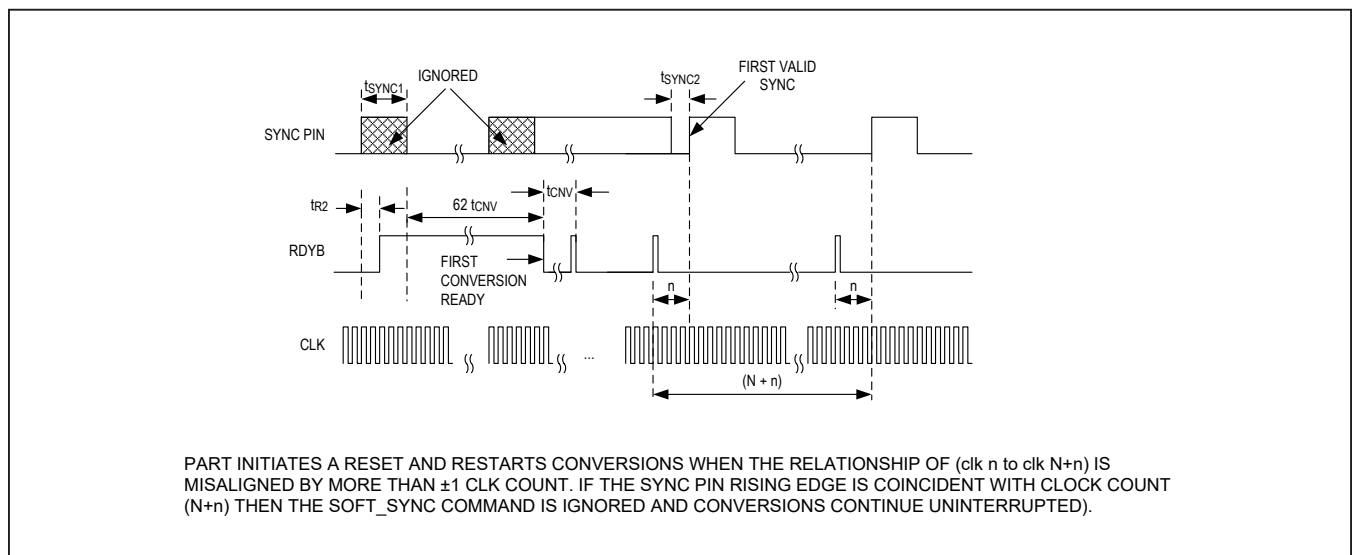 tSYNC1
IGNORED
tSYNC2
FIRST VALID
SYNC
SYNC PIN
tCNV
tR2
62 tCNV
RDYB
FIRST
CONVERSION
READY
n
n
CLK
...
(N + n)
PART INITIATES A RESET AND RESTARTS CONVERSIONS WHEN THE RELATIONSHIP OF (clk n to clk N+n) IS
MISALIGNED BY MORE THAN ±1 CLK COUNT. IF THE SYNC PIN RISING EDGE IS COINCIDENT WITH CLOCK COUNT
(N+n) THEN THE SOFT_SYNC COMMAND IS IGNORED AND CONVERSIONS CONTINUE UNINTERRUPTED).